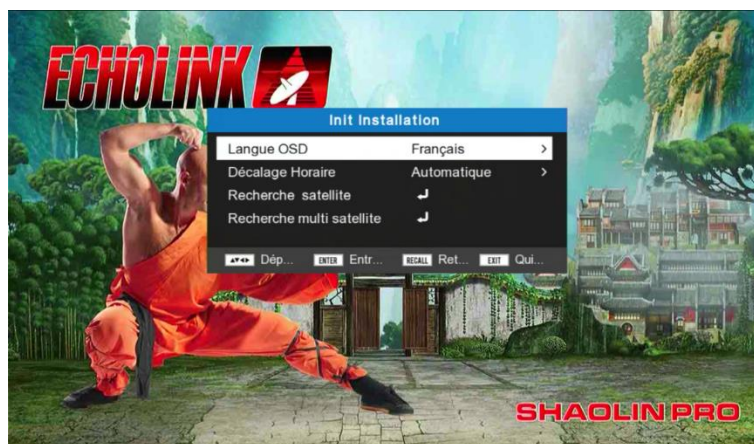 ECHOLINK
Init Installation
Langue OSD Français >
Décalage Horaire Automatique >
Recherche satellite ↲
Recherche multi satellite ↲
▲▼◄► Dép... ENTER Entr... RECALL Ret... EXIT Qui...
SHAOLIN PRO